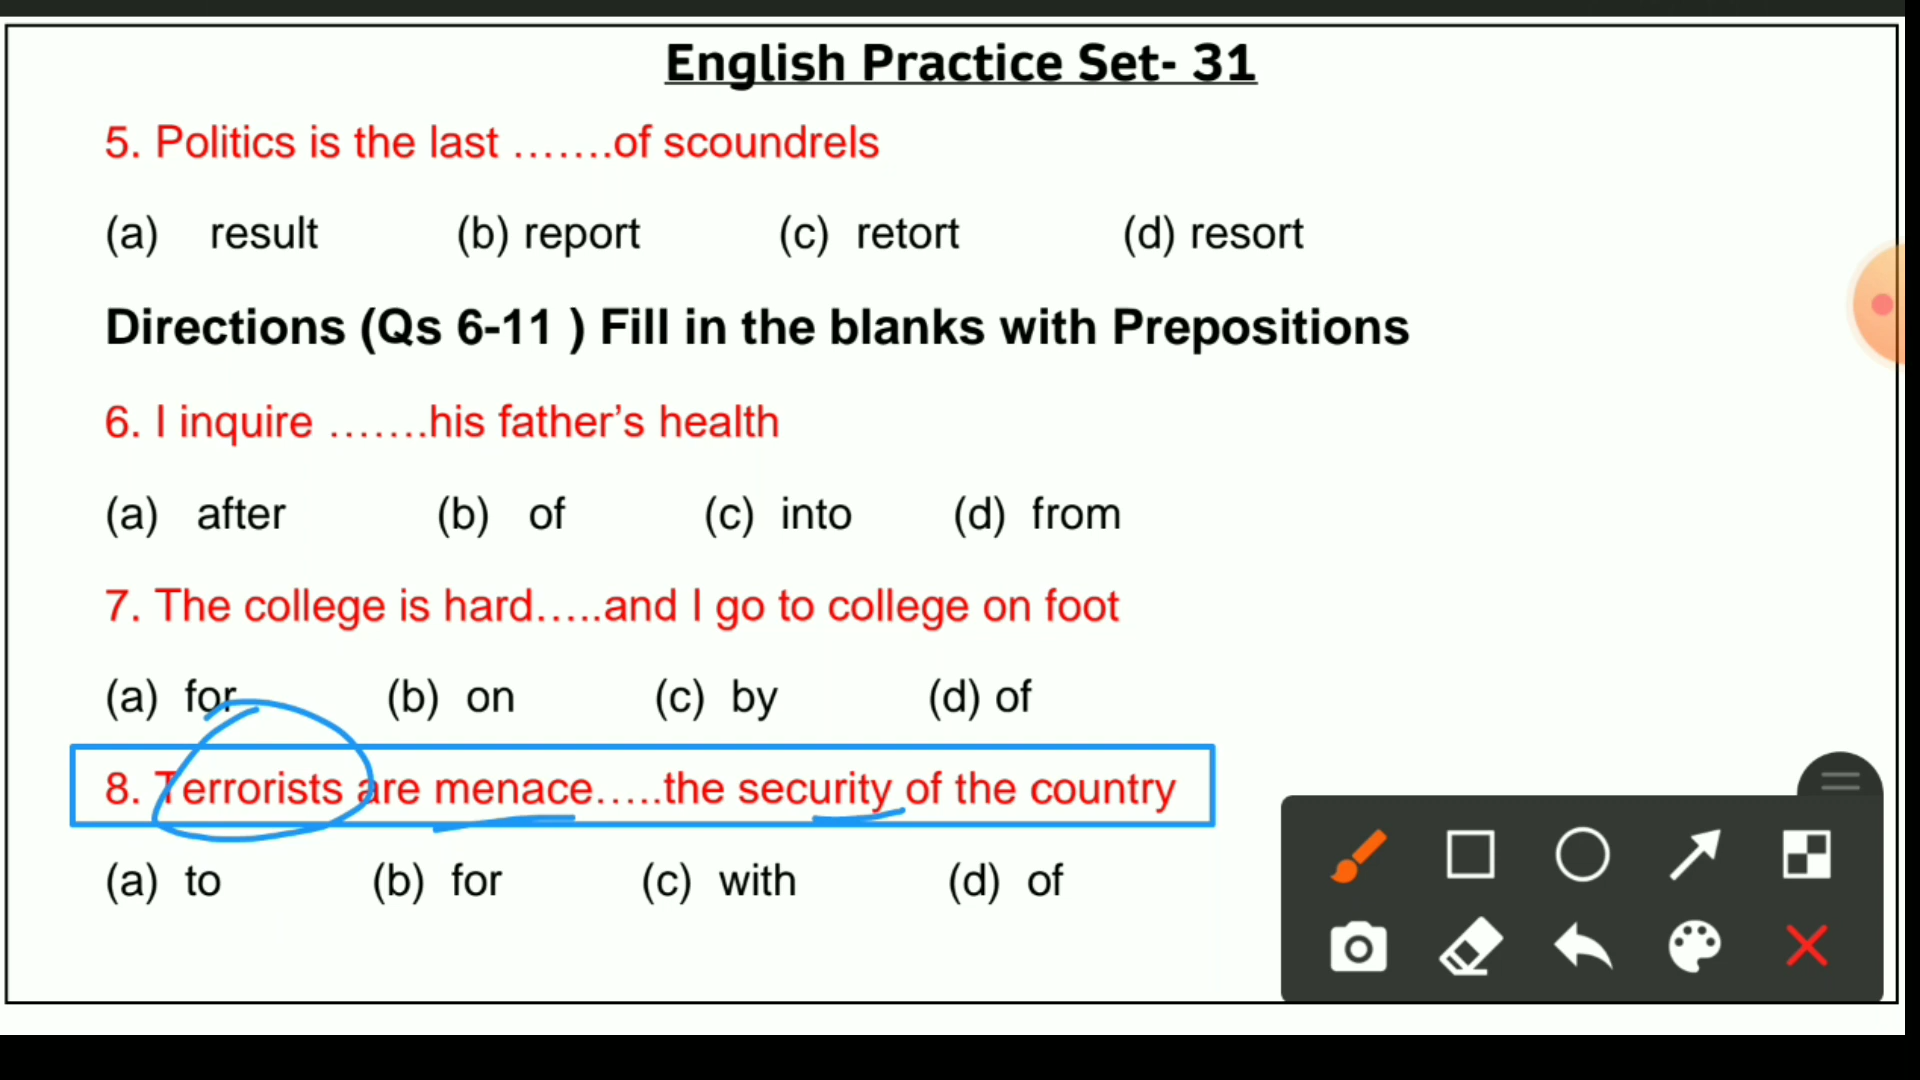 English Practice Set- 31
5. Politics is the last …….of scoundrels
(a) result (b) report (c) retort (d) resort
Directions (Qs 6-11 ) Fill in the blanks with Prepositions
6. I inquire …….his father’s health
(a) after (b) of (c) into (d) from
7. The college is hard…..and I go to college on foot
(a) for (b) on (c) by (d) of
8. Terrorists are menace…..the security of the country
(a) to (b) for (c) with (d) of